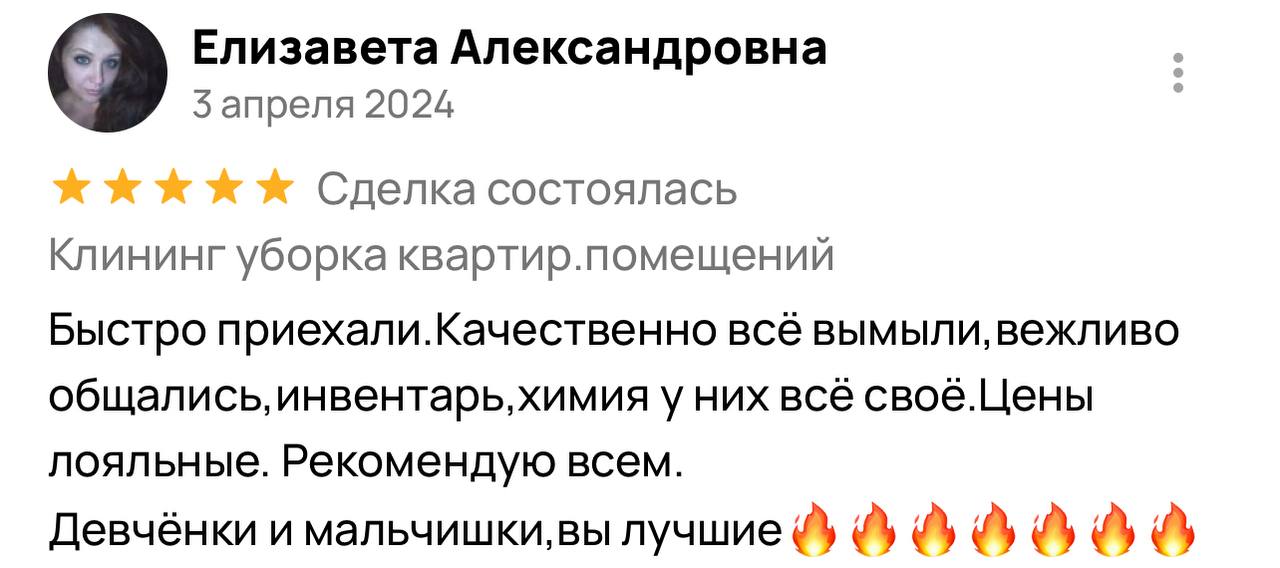 Елизавета Александровна
3 апреля 2024
Сделка состоялась
Клининг уборка квартир.помещений
Быстро приехали.Качественно всё вымыли,вежливо
общались,инвентарь,химия у них всё своё.Цены
лояльные. Рекомендую всем.
Девчёнки и мальчишки,вы лучшие🔥🔥🔥🔥🔥🔥🔥